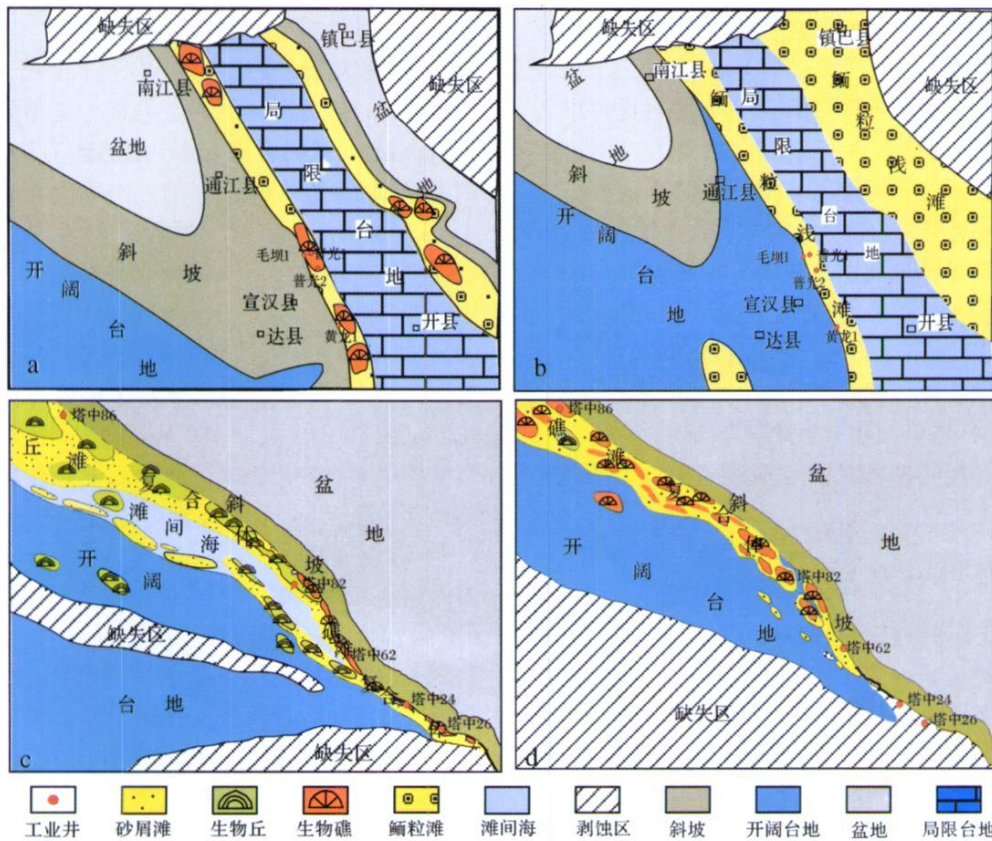 缺失区
镇巴县
南江县
盆地
局限台地
盆地
缺失区
通江县
斜坡
开阔台地
毛坝1
普光1
普光2
宣汉县
达县
黄龙1
开县
a
缺失区
镇巴县
南江县
盆地
鲕粒浅滩
局限台地
鲕粒浅滩
缺失区
通江县
斜坡
开阔台地
毛坝1
普光1
普光2
宣汉县
达县
黄龙1
开县
b
塔中86
丘滩复合体
斜坡
盆地
滩间海
开阔台地
塔中82
礁滩复合体
塔中62
缺失区
塔中24
塔中26
缺失区
c
塔中86
礁滩复合体
斜坡
盆地
开阔台地
塔中82
塔中62
塔中24
塔中26
缺失区
d
工业井
砂屑滩
生物丘
生物礁
鲕粒滩
滩间海
剥蚀区
斜坡
开阔台地
盆地
局限台地